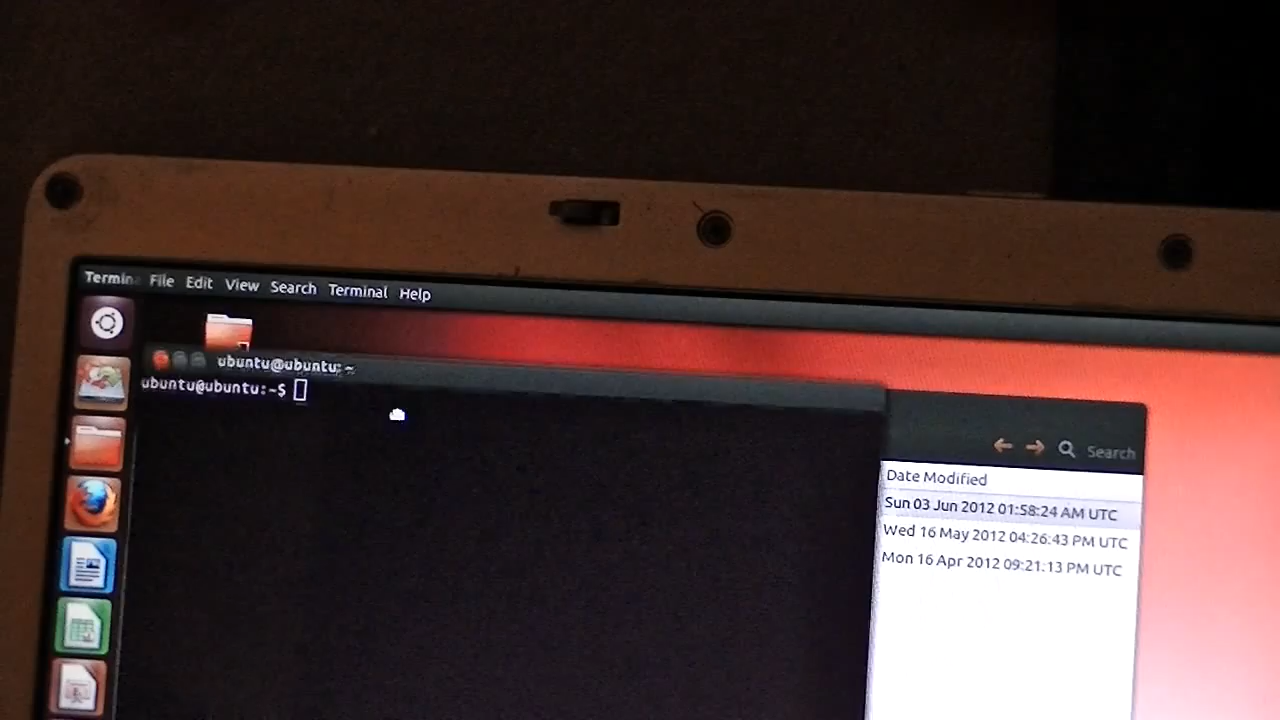 Termin File Edit View Search Terminal Help
ubuntu@ubuntu: ~
ubuntu@ubuntu:~$
Search
Date Modified
Sun 03 Jun 2012 01:58:24 AM UTC
Wed 16 May 2012 04:26:43 PM UTC
Mon 16 Apr 2012 09:21:13 PM UTC